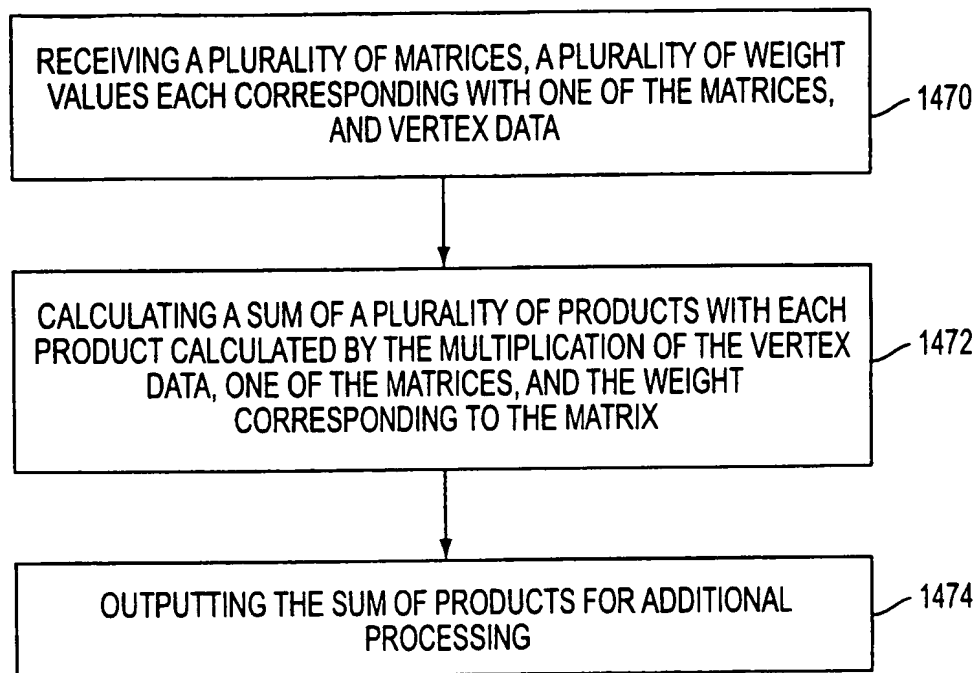 RECEIVING A PLURALITY OF MATRICES, A PLURALITY OF WEIGHT
VALUES EACH CORRESPONDING WITH ONE OF THE MATRICES,
AND VERTEX DATA
1470
CALCULATING A SUM OF A PLURALITY OF PRODUCTS WITH EACH
PRODUCT CALCULATED BY THE MULTIPLICATION OF THE VERTEX
DATA, ONE OF THE MATRICES, AND THE WEIGHT
CORRESPONDING TO THE MATRIX
1472
OUTPUTTING THE SUM OF PRODUCTS FOR ADDITIONAL
PROCESSING
1474